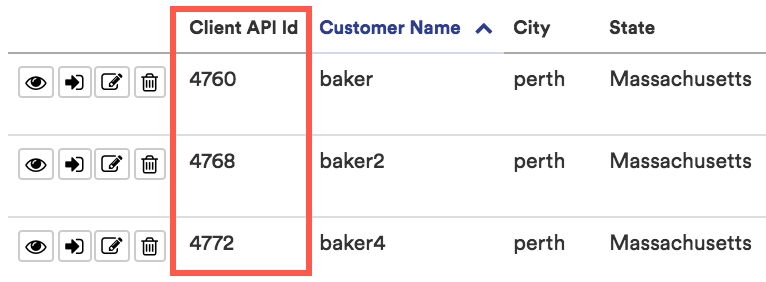 Client API Id Customer Name City State
4760 baker perth Massachusetts
4768 baker2 perth Massachusetts
4772 baker4 perth Massachusetts